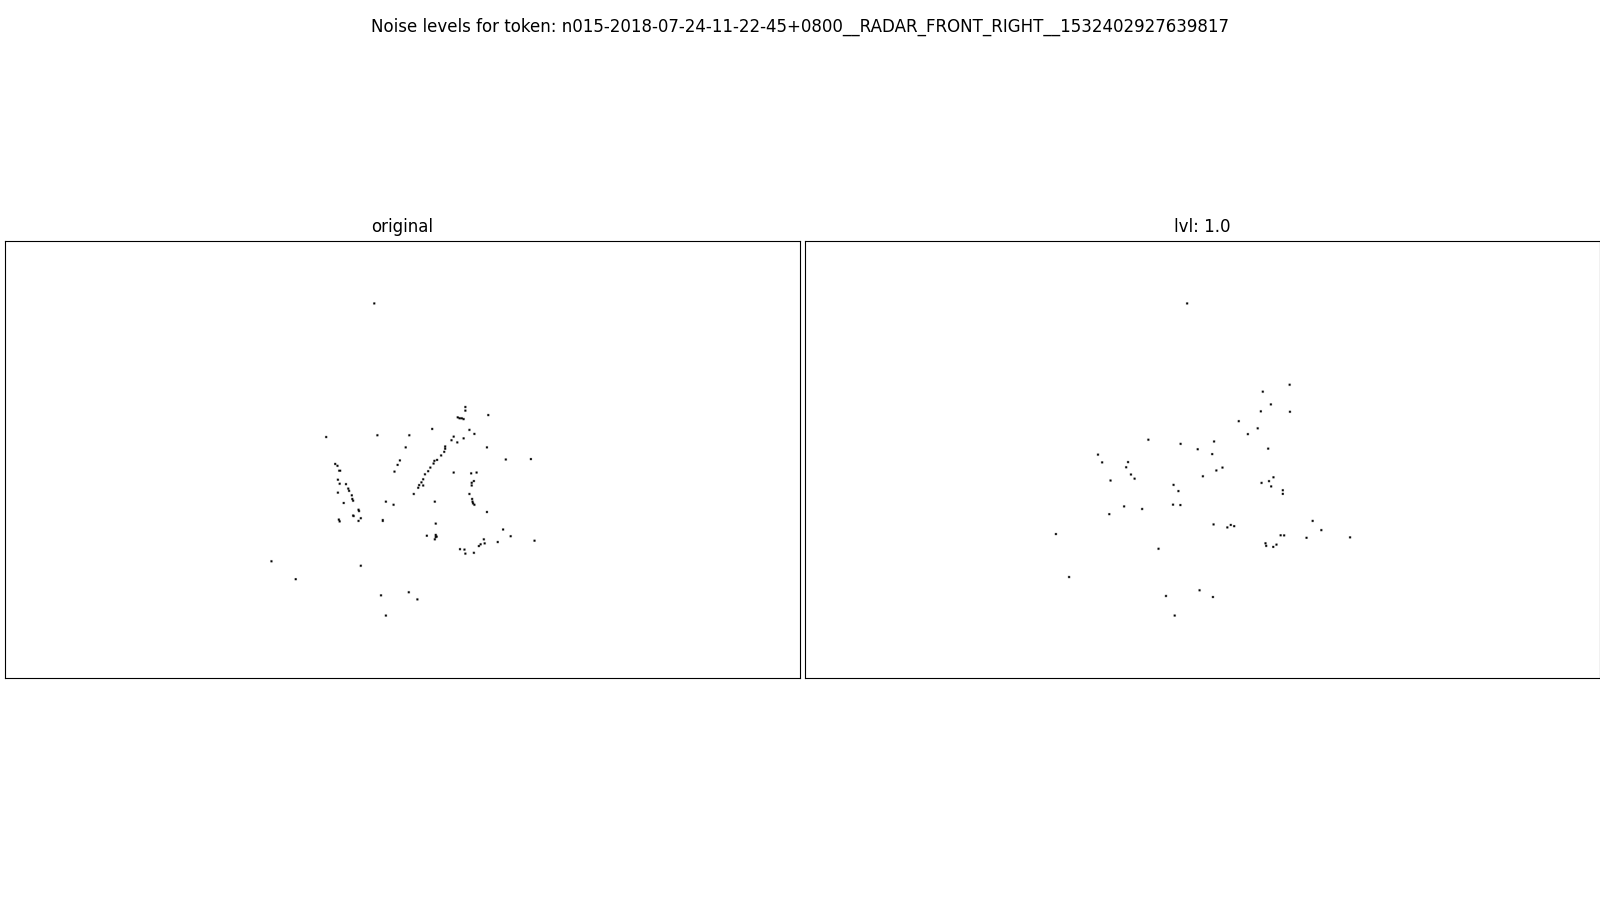 Noise levels for token: n015-2018-07-24-11-22-45+0800__RADAR_FRONT_RIGHT__1532402927639817
original
lvl: 1.0